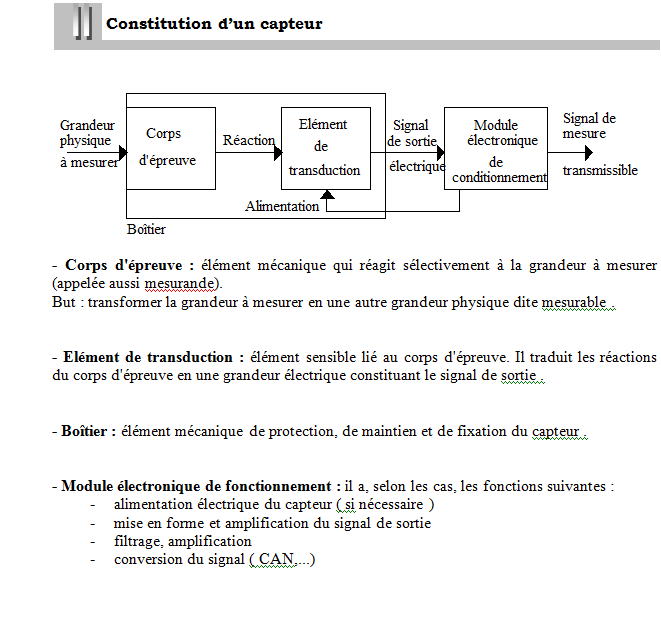 II Constitution d'un capteur
Grandeur
physique
à mesurer
Corps
d'épreuve
Réaction
Elément
de
transduction
Signal
de sortie
électrique
Module
électronique
de
conditionnement
Signal de
mesure
transmissible
Alimentation
Boîtier
- Corps d'épreuve : élément mécanique qui réagit sélectivement à la grandeur à mesurer
(appelée aussi mesurande).
But : transformer la grandeur à mesurer en une autre grandeur physique dite mesurable .
- Elément de transduction : élément sensible lié au corps d'épreuve. Il traduit les réactions
du corps d'épreuve en une grandeur électrique constituant le signal de sortie .
- Boîtier : élément mécanique de protection, de maintien et de fixation du capteur .
- Module électronique de fonctionnement : il a, selon les cas, les fonctions suivantes :
- alimentation électrique du capteur ( si nécessaire )
- mise en forme et amplification du signal de sortie
- filtrage, amplification
- conversion du signal ( CAN,...)